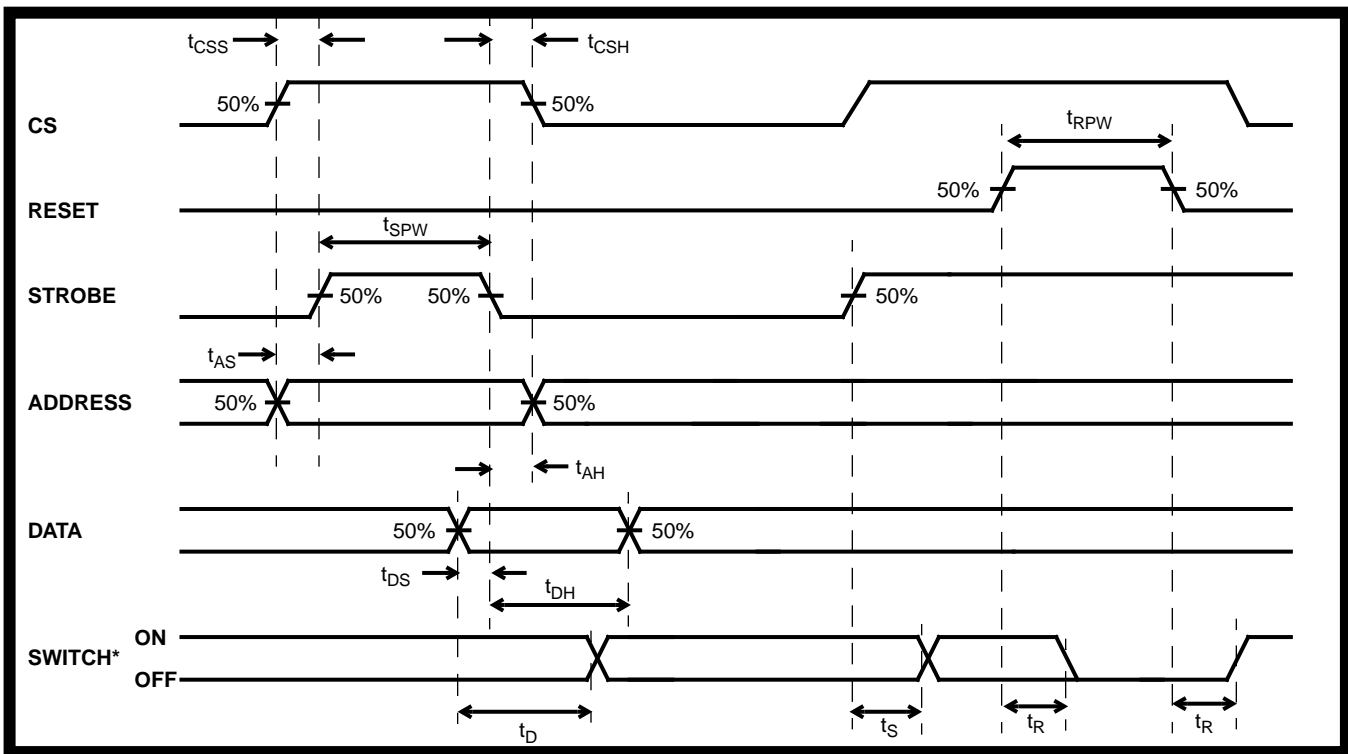 tCSS
tCSH
50% 50%
CS
tRPW
50% 50%
RESET
tSPW
STROBE 50% 50% 50%
tAS
ADDRESS 50% 50%
tAH
DATA 50% 50%
tDS tDH
ON
SWITCH*
OFF
tD tS tR tR